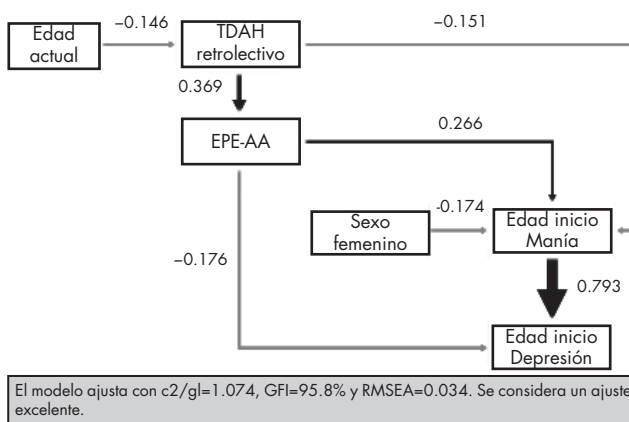 −0.146
−0.151
Edad
actual
TDAH
retrolectivo
0.369
EPE-AA
0.266
Sexo
femenino
-0.174
Edad inicio
Manía
−0.176
0.793
Edad inicio
Depresión
El modelo ajusta con c2/gl=1.074, GFI=95.8% y RMSEA=0.034. Se considera un ajuste
excelente.